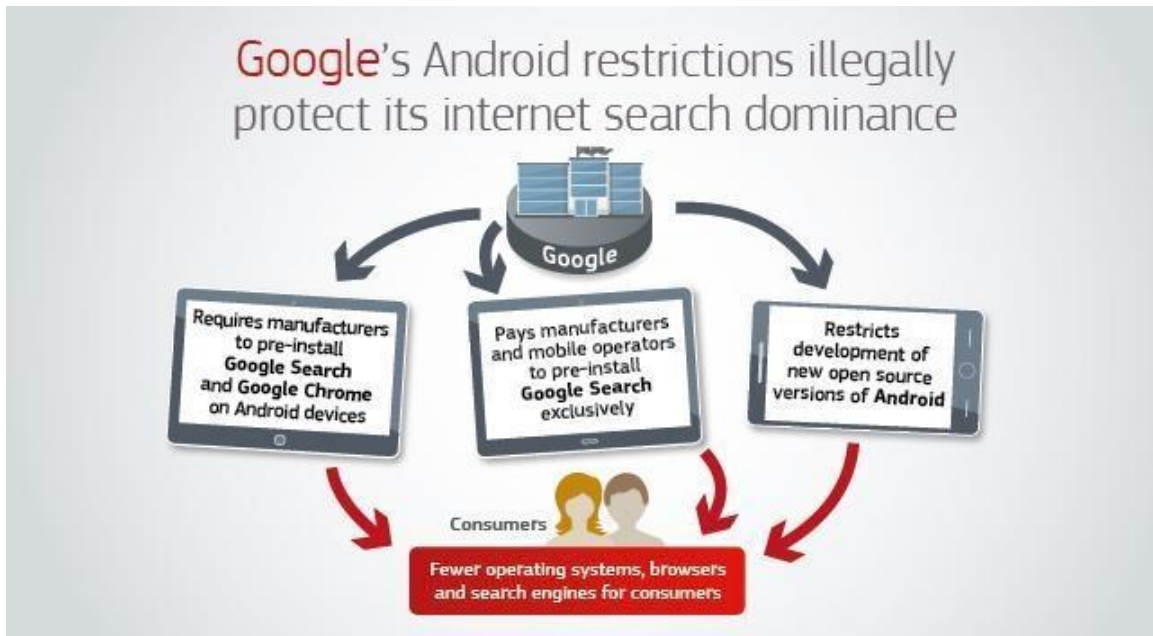 Google's Android restrictions illegally
protect its internet search dominance
Google
Requires manufacturers
to pre-install
Google Search
and Google Chrome
on Android devices
Pays manufacturers
and mobile operators
to pre-install
Google Search
exclusively
Restricts
development of
new open source
versions of Android
Consumers
Fewer operating systems, browsers
and search engines for consumers